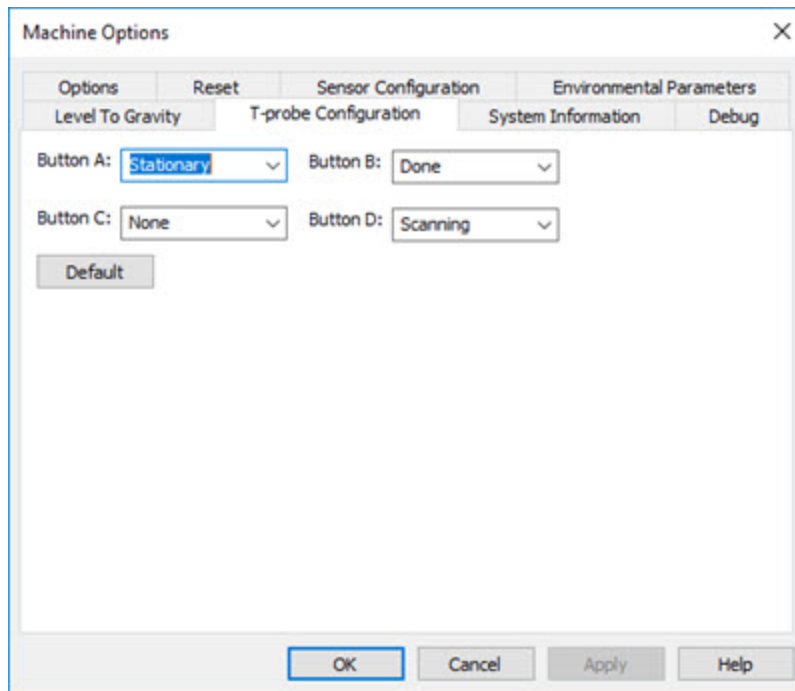 Machine Options
Options Reset Sensor Configuration Environmental Parameters
Level To Gravity T-probe Configuration System Information Debug
Button A: Stationary Button B: Done
Button C: None Button D: Scanning
Default
OK Cancel Apply Help